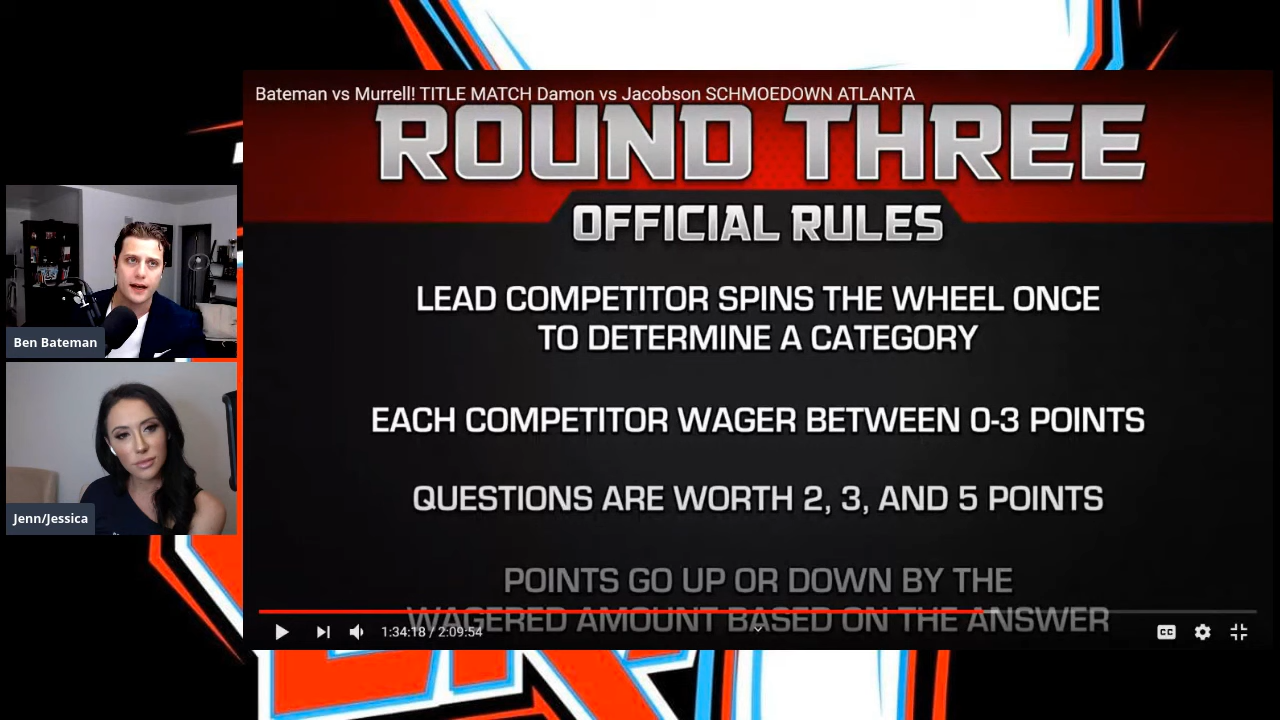 Bateman vs Murrell! TITLE MATCH Damon vs Jacobson SCHMOEDOWN ATLANTA
ROUND THREE
OFFICIAL RULES
LEAD COMPETITOR SPINS THE WHEEL ONCE
TO DETERMINE A CATEGORY
EACH COMPETITOR WAGER BETWEEN 0-3 POINTS
QUESTIONS ARE WORTH 2, 3, AND 5 POINTS
POINTS GO UP OR DOWN BY THE
WAGERED AMOUNT BASED ON THE ANSWER
1:34:18 / 2:09:54
CC
Ben Bateman
Jenn/Jessica